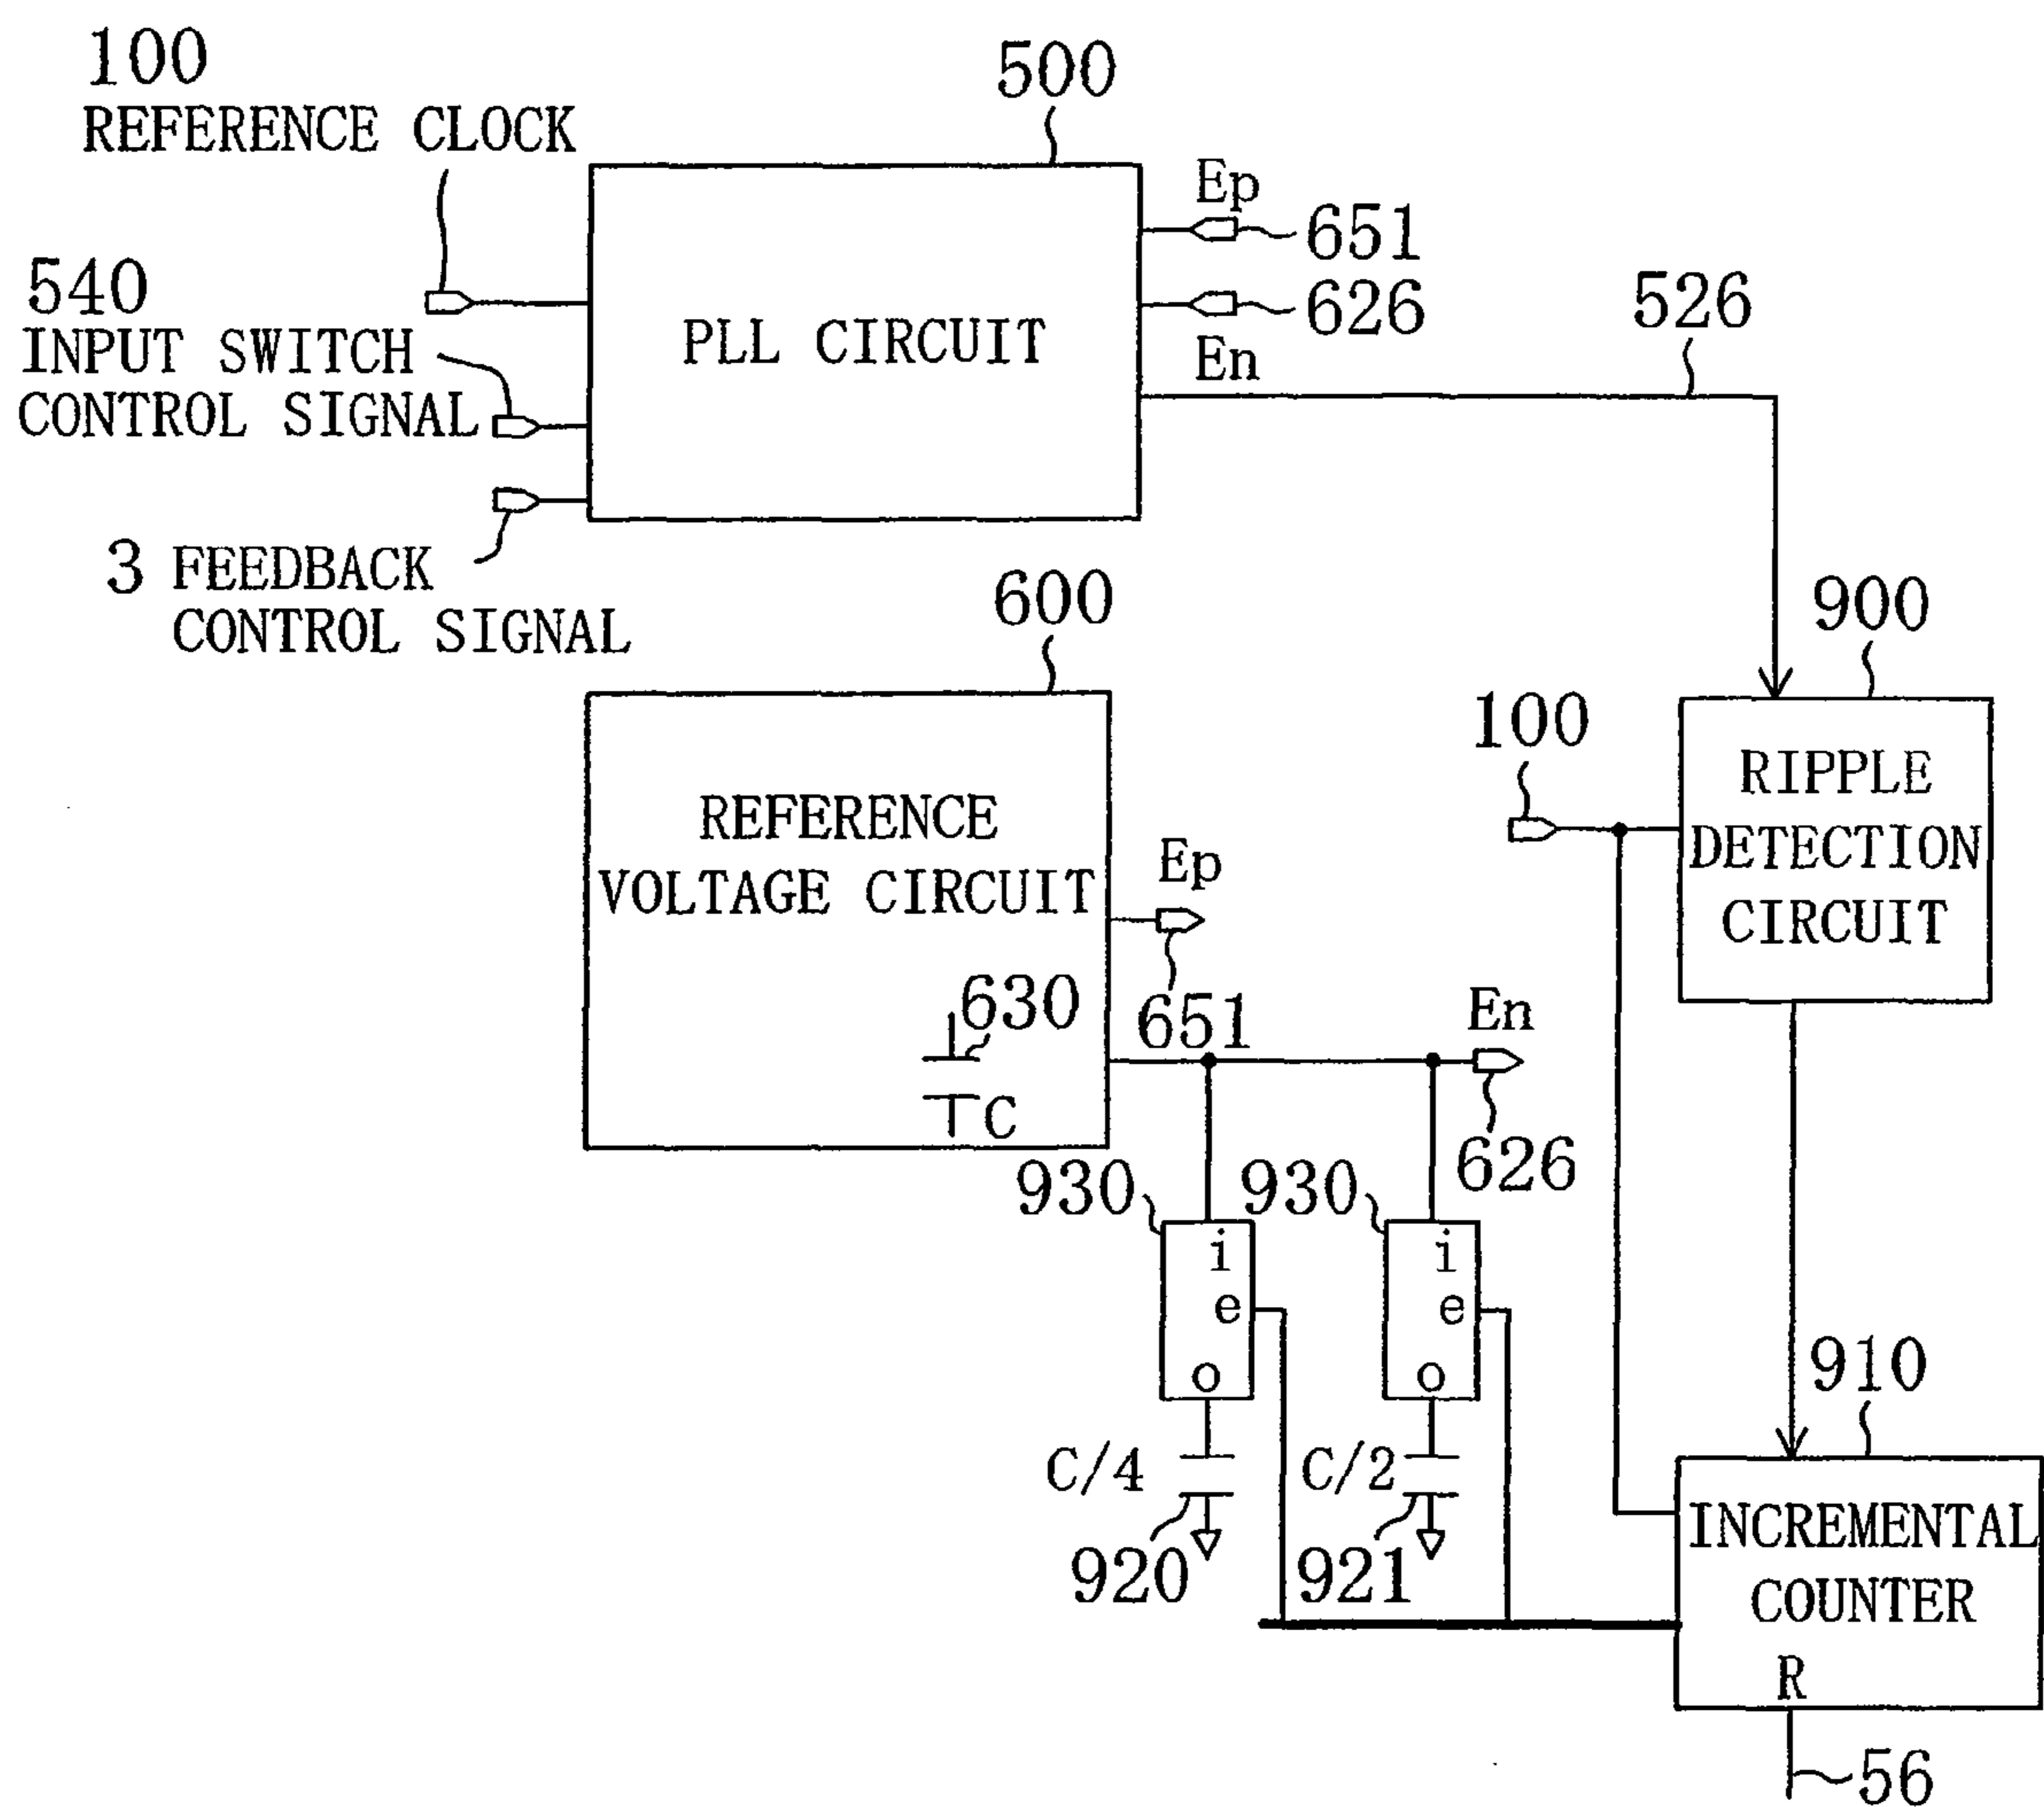 100
REFERENCE CLOCK
500
Ep
651
540
INPUT SWITCH
CONTROL SIGNAL
626
En
526
PLL CIRCUIT
3 FEEDBACK
CONTROL SIGNAL
600
900
100
RIPPLE
DETECTION
CIRCUIT
REFERENCE
VOLTAGE CIRCUIT
Ep
651
630
C
En
626
930
930
i
e
o
i
e
o
910
C/4
C/2
920
921
INCREMENTAL
COUNTER
R
56